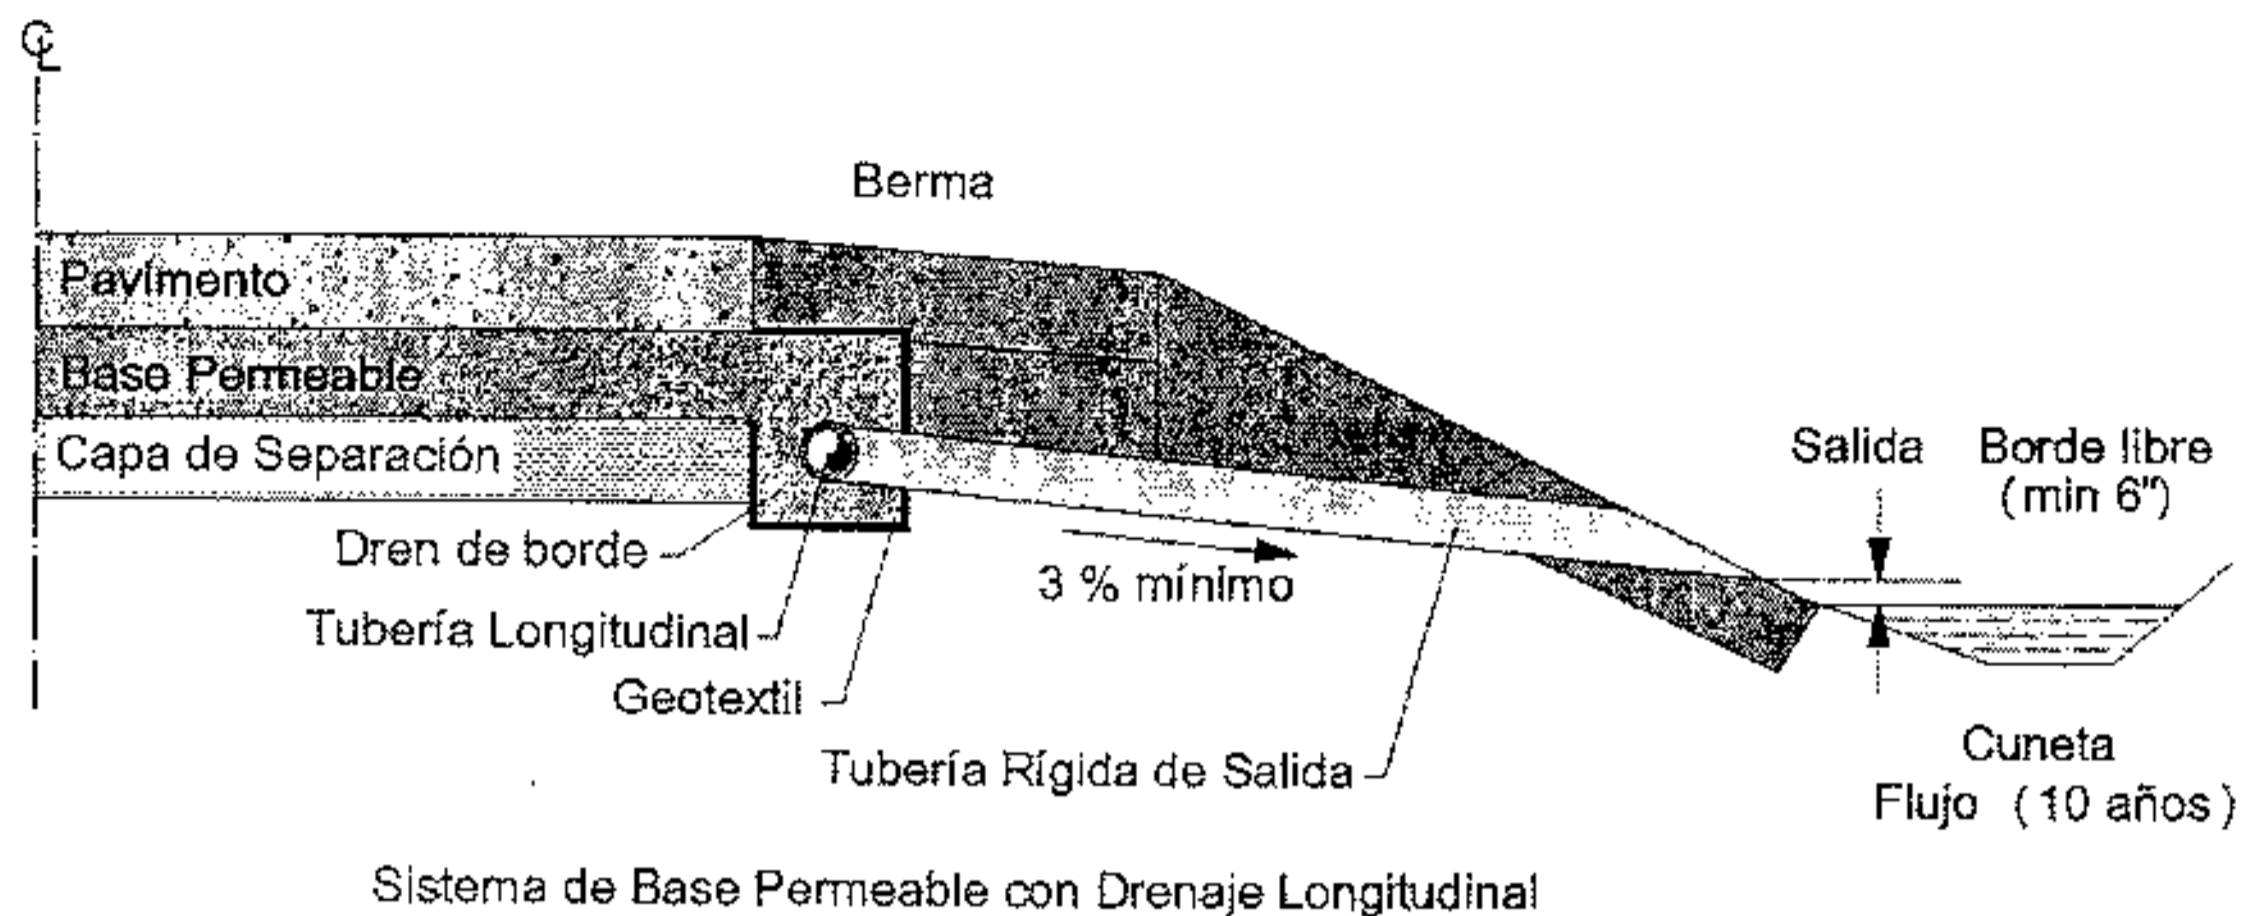 ℄
Berma
Pavimento
Base Permeable
Capa de Separación
Salida
Borde libre
(min 6")
Dren de borde
3 % mínimo
Tubería Longitudinal
Geotextil
Tubería Rígida de Salida
Cuneta
Flujo (10 años)
Sistema de Base Permeable con Drenaje Longitudinal